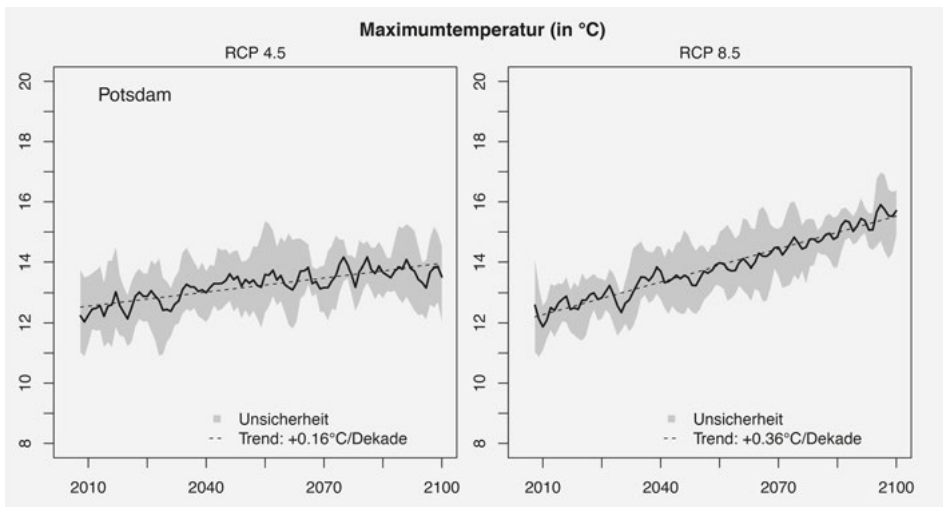 Maximumtemperatur (in °C)
RCP 4.5
RCP 8.5
Potsdam
20
18
16
14
12
10
8
Unsicherheit
Trend: +0.16°C/Dekade
2010 2040 2070 2100
20
18
16
14
12
10
8
Unsicherheit
Trend: +0.36°C/Dekade
2010 2040 2070 2100